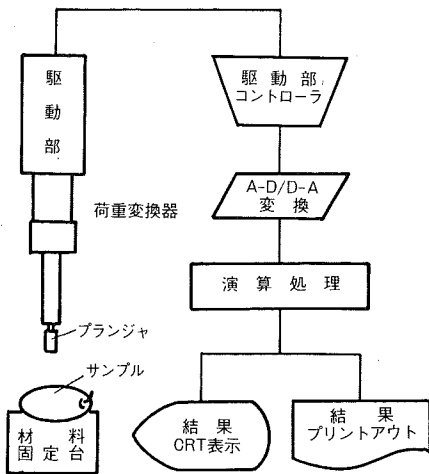 駆
動
部
駆動部
コントローラ
荷重変換器
A-D/D-A
変換
演算処理
プランジャ
サンプル
材料
固定台
結果
CRT表示
結果
プリントアウト